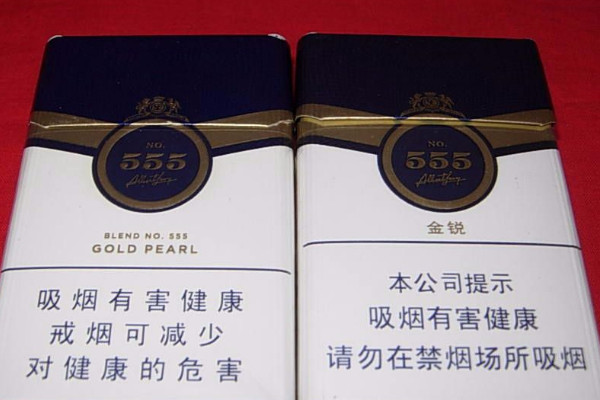 NO.
555
BLEND NO. 555
GOLD PEARL
吸烟有害健康
戒烟可减少
对健康的危害
NO.
555
金锐
本公司提示
吸烟有害健康
请勿在禁烟场所吸烟